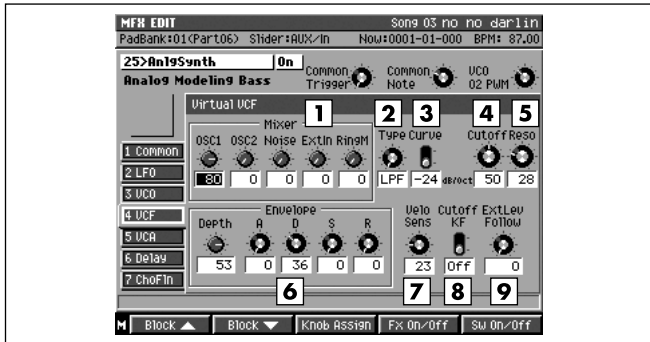 MFX EDIT Song 03 no no darlin
PadBank:01(Part06) Slider:AUX/In Now:0001-01-000 BPM: 87.00
25>AnlgSynth On
Analog Modeling Bass
Common Trigger
Common Note
VCO O2 PWM
Virtual VCF
1 2 3 4 5
Mixer
OSC1 OSC2 Noise ExtIn RingM Type Curve Cutoff Reso
80 0 0 0 0 LPF -24 dB/oct 50 28
1 Common
2 LFO
3 VCO
4 VCF
5 VCA
6 Delay
7 ChoFln
Envelope
Depth A D S R
53 0 36 0 0
Velo Sens
Cutoff KF
ExtLev Follow
23 Off 0
6 7 8 9
M Block ▲ Block ▼ Knob Assign Fx On/Off Sw On/Off